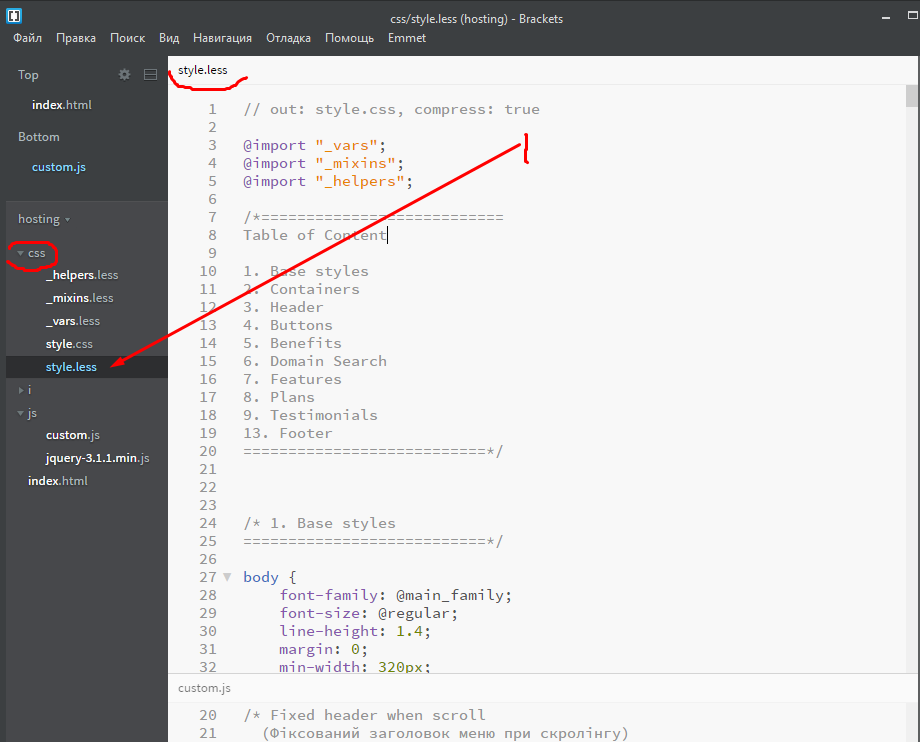 css/style.less (hosting) - Brackets
Файл Правка Поиск Вид Навигация Отладка Помощь Emmet
Top
index.html
Bottom
custom.js
hosting
css
_helpers.less
_mixins.less
_vars.less
style.css
style.less
i
js
custom.js
jquery-3.1.1.min.js
index.html
style.less
1 // out: style.css, compress: true
2
3 @import "_vars";
4 @import "_mixins";
5 @import "_helpers";
6
7 /*===========================
8 Table of Content
9
10 1. Base styles
11 2. Containers
12 3. Header
13 4. Buttons
14 5. Benefits
15 6. Domain Search
16 7. Features
17 8. Plans
18 9. Testimonials
19 13. Footer
20 ===========================*/
21
22
23
24 /* 1. Base styles
25 ===========================*/
26
27 body {
28 font-family: @main_family;
29 font-size: @regular;
30 line-height: 1.4;
31 margin: 0;
32 min-width: 320px;
custom.js
20 /* Fixed header when scroll
21 (Фіксований заголовок меню при скролінгу)